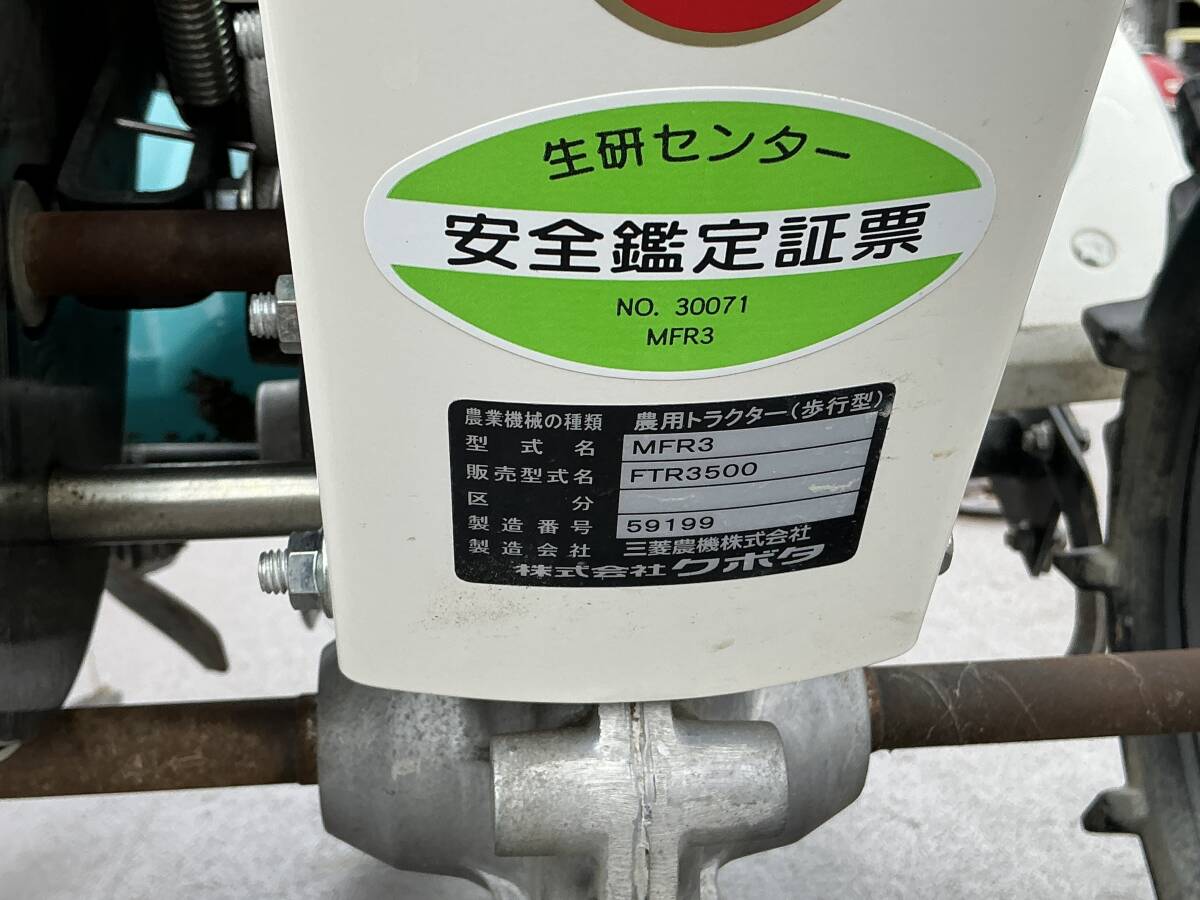 生研センター
安全鑑定証票
NO. 30071
MFR3
農業機械の種類 農用トラクター(歩行型)
型式名 MFR3
販売型式名 FTR3500
区分
製造番号 59199
製造会社 三菱農機株式会社
株式会社クボタ